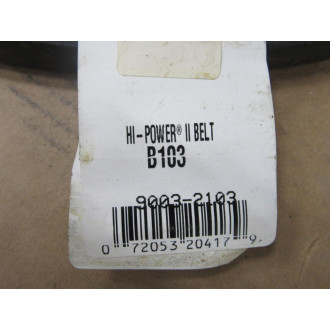 HI-POWER® II BELT
B103
9003-2103
0 72053 20417 9